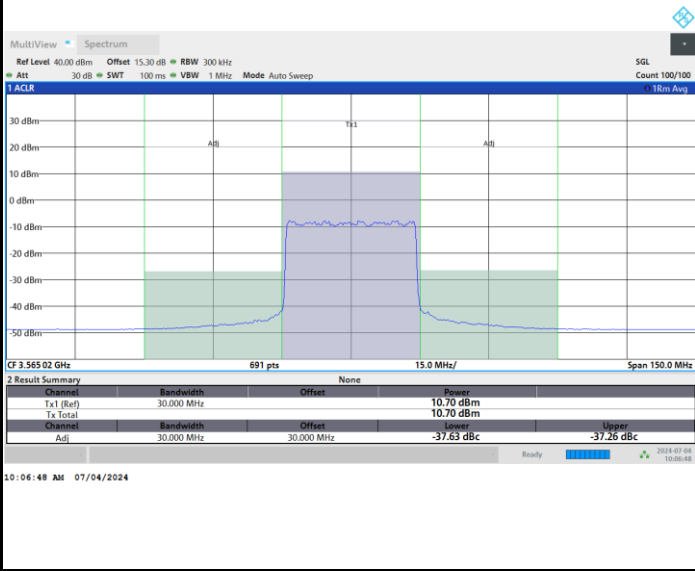 MultiView Spectrum
Ref Level 40.00 dBm Offset 15.30 dB RBW 300 kHz SGL
Att 30 dB SWT 100 ms VBW 1 MHz Mode Auto Sweep Count 100/100
1 ACLR 1Rm Avg
30 dBm
Tx1
20 dBm
Adj Adj
10 dBm
0 dBm
-10 dBm
-20 dBm
-30 dBm
-40 dBm
-50 dBm
CF 3.565 02 GHz 691 pts 15.0 MHz/ Span 150.0 MHz
2 Result Summary None
Channel Bandwidth Offset Power
Tx1 (Ref) 30.000 MHz 10.70 dBm
Tx Total 10.70 dBm
Channel Bandwidth Offset Lower Upper
Adj 30.000 MHz 30.000 MHz -37.63 dBc -37.26 dBc
Ready 2024-07-04
10:06:48
10:06:48 AM 07/04/2024